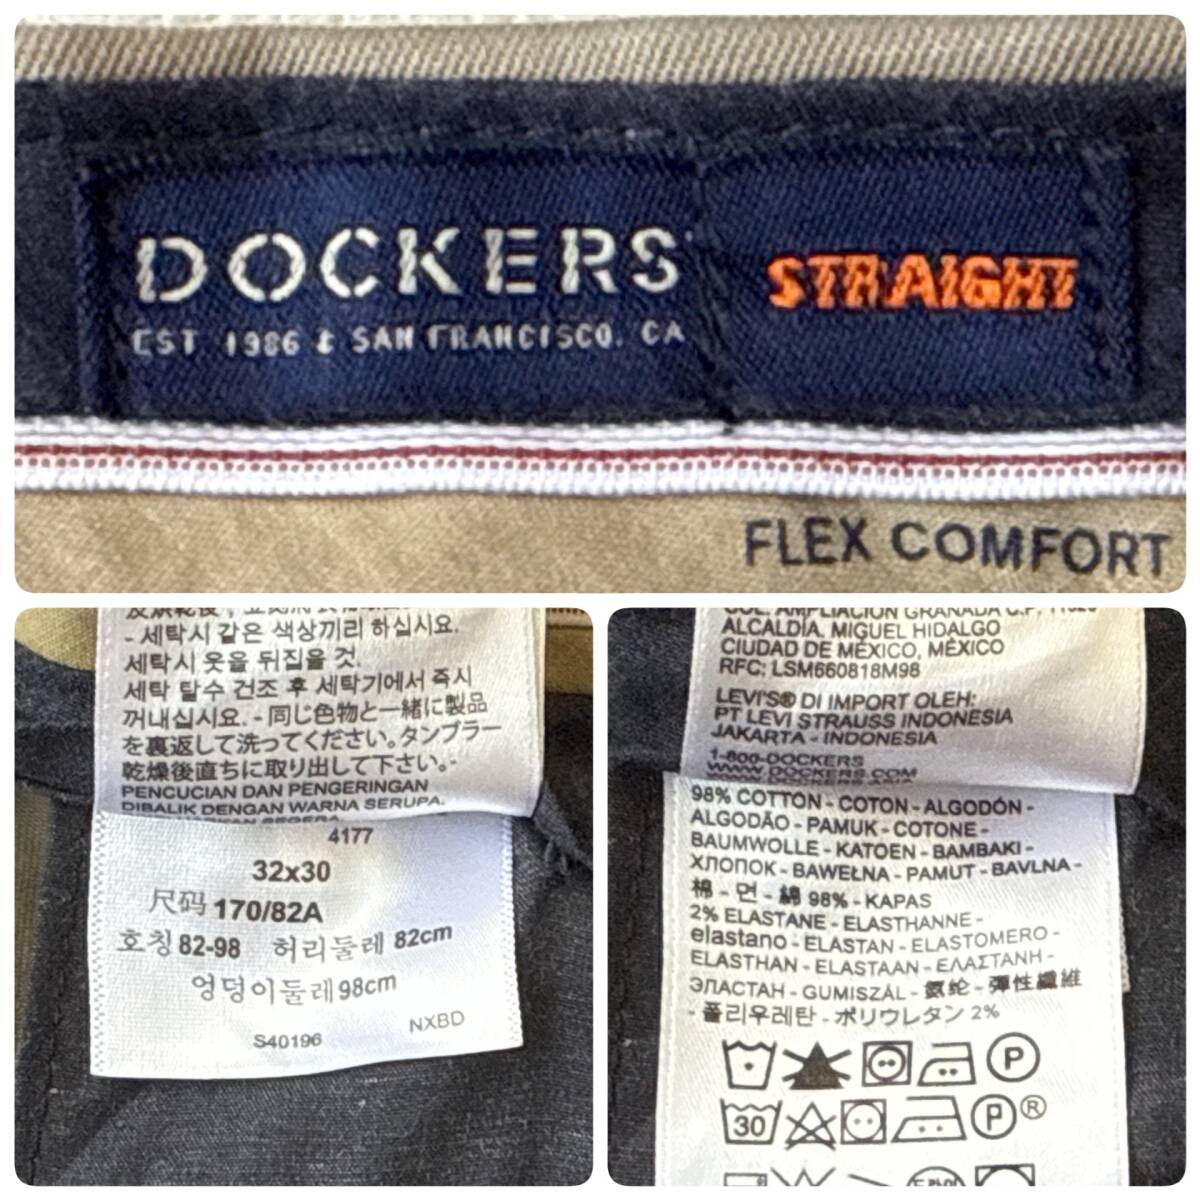 DOCKERS
EST 1986 & SAN FRANCISCO, CA
STRAIGHT
FLEX COMFORT
- 세탁시 같은 색상끼리 하십시요.
세탁시 옷을 뒤집을 것.
세탁 탈수 건조 후 세탁기에서 즉시
꺼내십시요. - 同じ色物と一緒に製品
を裏返して洗ってください。タンブラー
乾燥後直ちに取り出して下さい。-
PENCUCIAN DAN PENGERINGAN
DIBALIK DENGAN WARNA SERUPA.
4177
32x30
尺码 170/82A
호칭 82-98 허리둘레 82cm
엉덩이둘레 98cm
NXBD
S40196
COL. AMPLIACION GRANADA C.P. 11520
ALCALDÍA. MIGUEL HIDALGO
CIUDAD DE MÉXICO, MÉXICO
RFC: LSM660818M98
LEVI'S® DI IMPORT OLEH:
PT LEVI STRAUSS INDONESIA
JAKARTA - INDONESIA
1-800-DOCKERS
WWW.DOCKERS.COM
98% COTTON - COTON - ALGODÓN -
ALGODÃO - PAMUK - COTONE -
BAUMWOLLE - KATOEN - BAMBAKI -
ХЛОПОК - BAWEŁNA - PAMUT - BAVLNA -
棉 - 면 - 綿 98% - KAPAS
2% ELASTANE - ELASTHANNE -
elastano - ELASTAN - ELASTOMERO -
ELASTHAN - ELASTAAN - ΕΛΑΣΤΑΝΗ -
ЭЛАСТАН - GUMISZÁL - 氨纶 - 彈性纖維
- 폴리우레탄 - ポリウレタン 2%
P
30 P ®